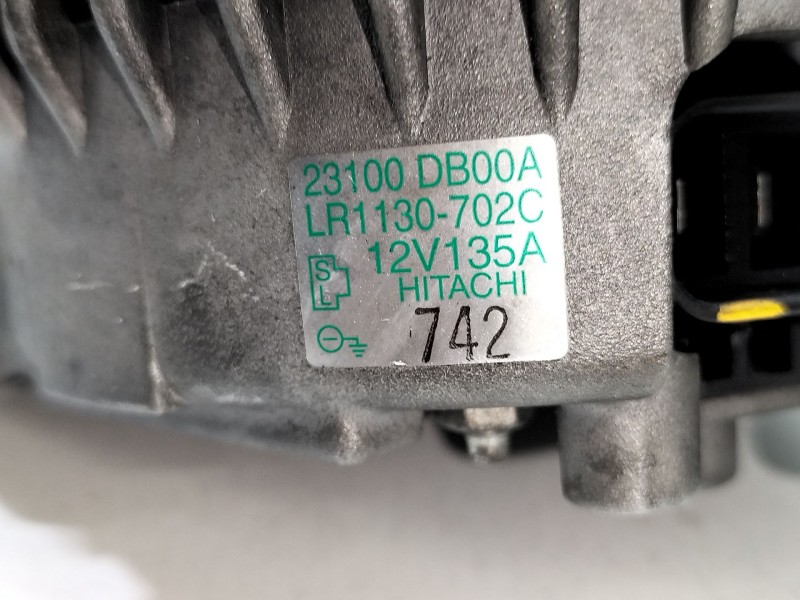 23100 DB00A
LR1130-702C
12V135A
S
L
HITACHI
742